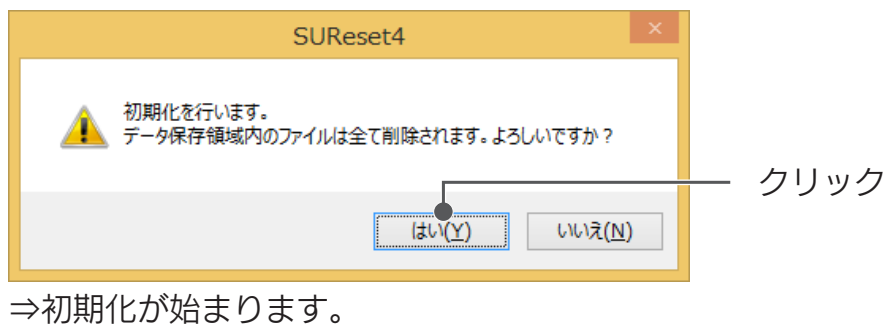 SUReset4
初期化を行います。
データ保存領域内のファイルは全て削除されます。よろしいですか？
クリック
はい(Y)
いいえ(N)
⇒初期化が始まります。